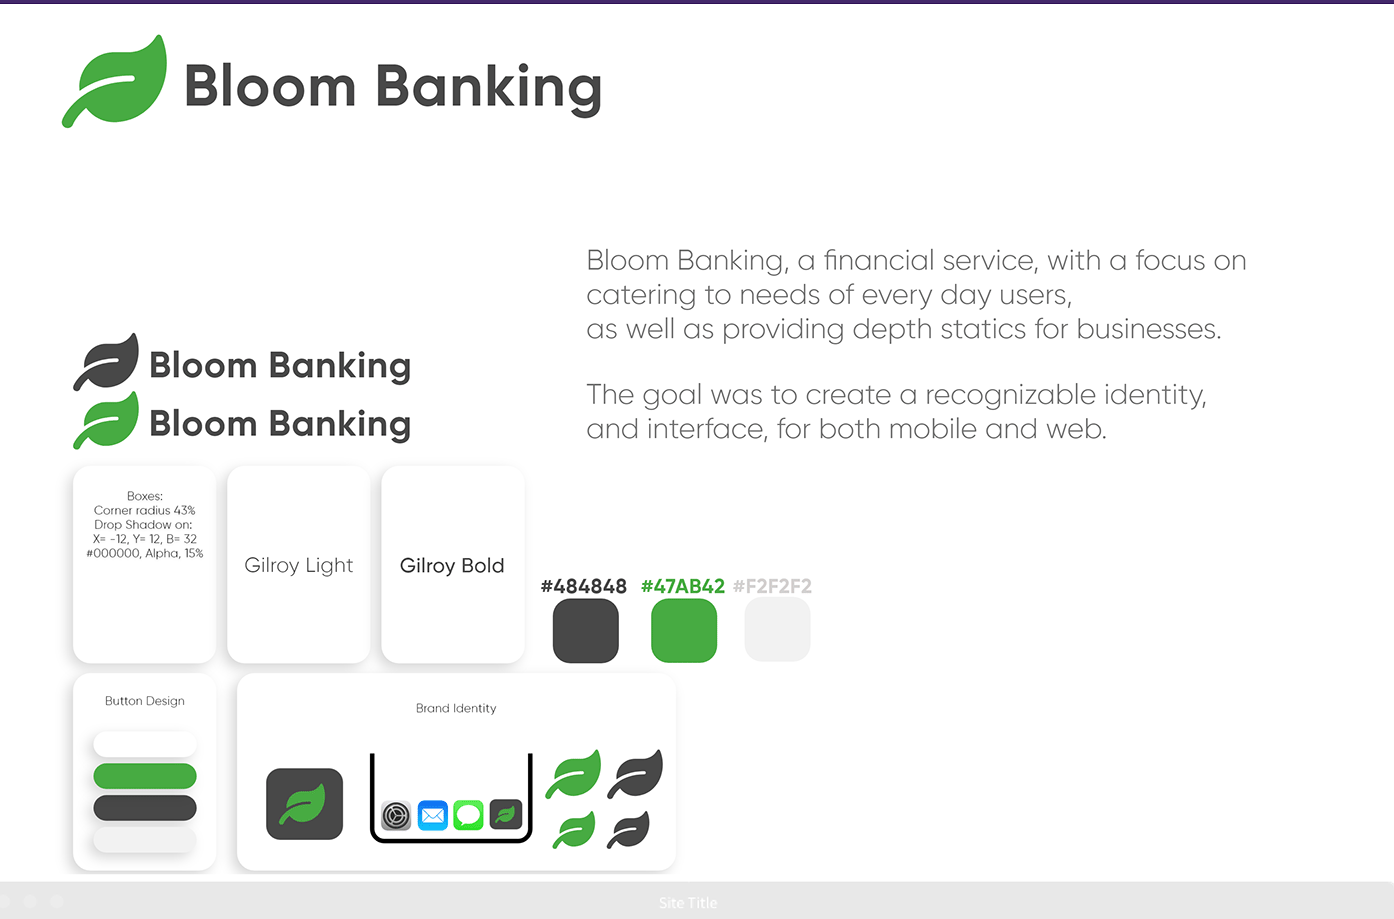 Bloom Banking
Bloom Banking, a financial service, with a focus on
catering to needs of every day users,
as well as providing depth statics for businesses.
The goal was to create a recognizable identity,
and interface, for both mobile and web.
Bloom Banking
Bloom Banking
Boxes:
Corner radius 43%
Drop Shadow on:
X= -12, Y= 12, B= 32
#000000, Alpha, 15%
Gilroy Light
Gilroy Bold
#484848
#47AB42
#F2F2F2
Button Design
Brand Identity
Site Title